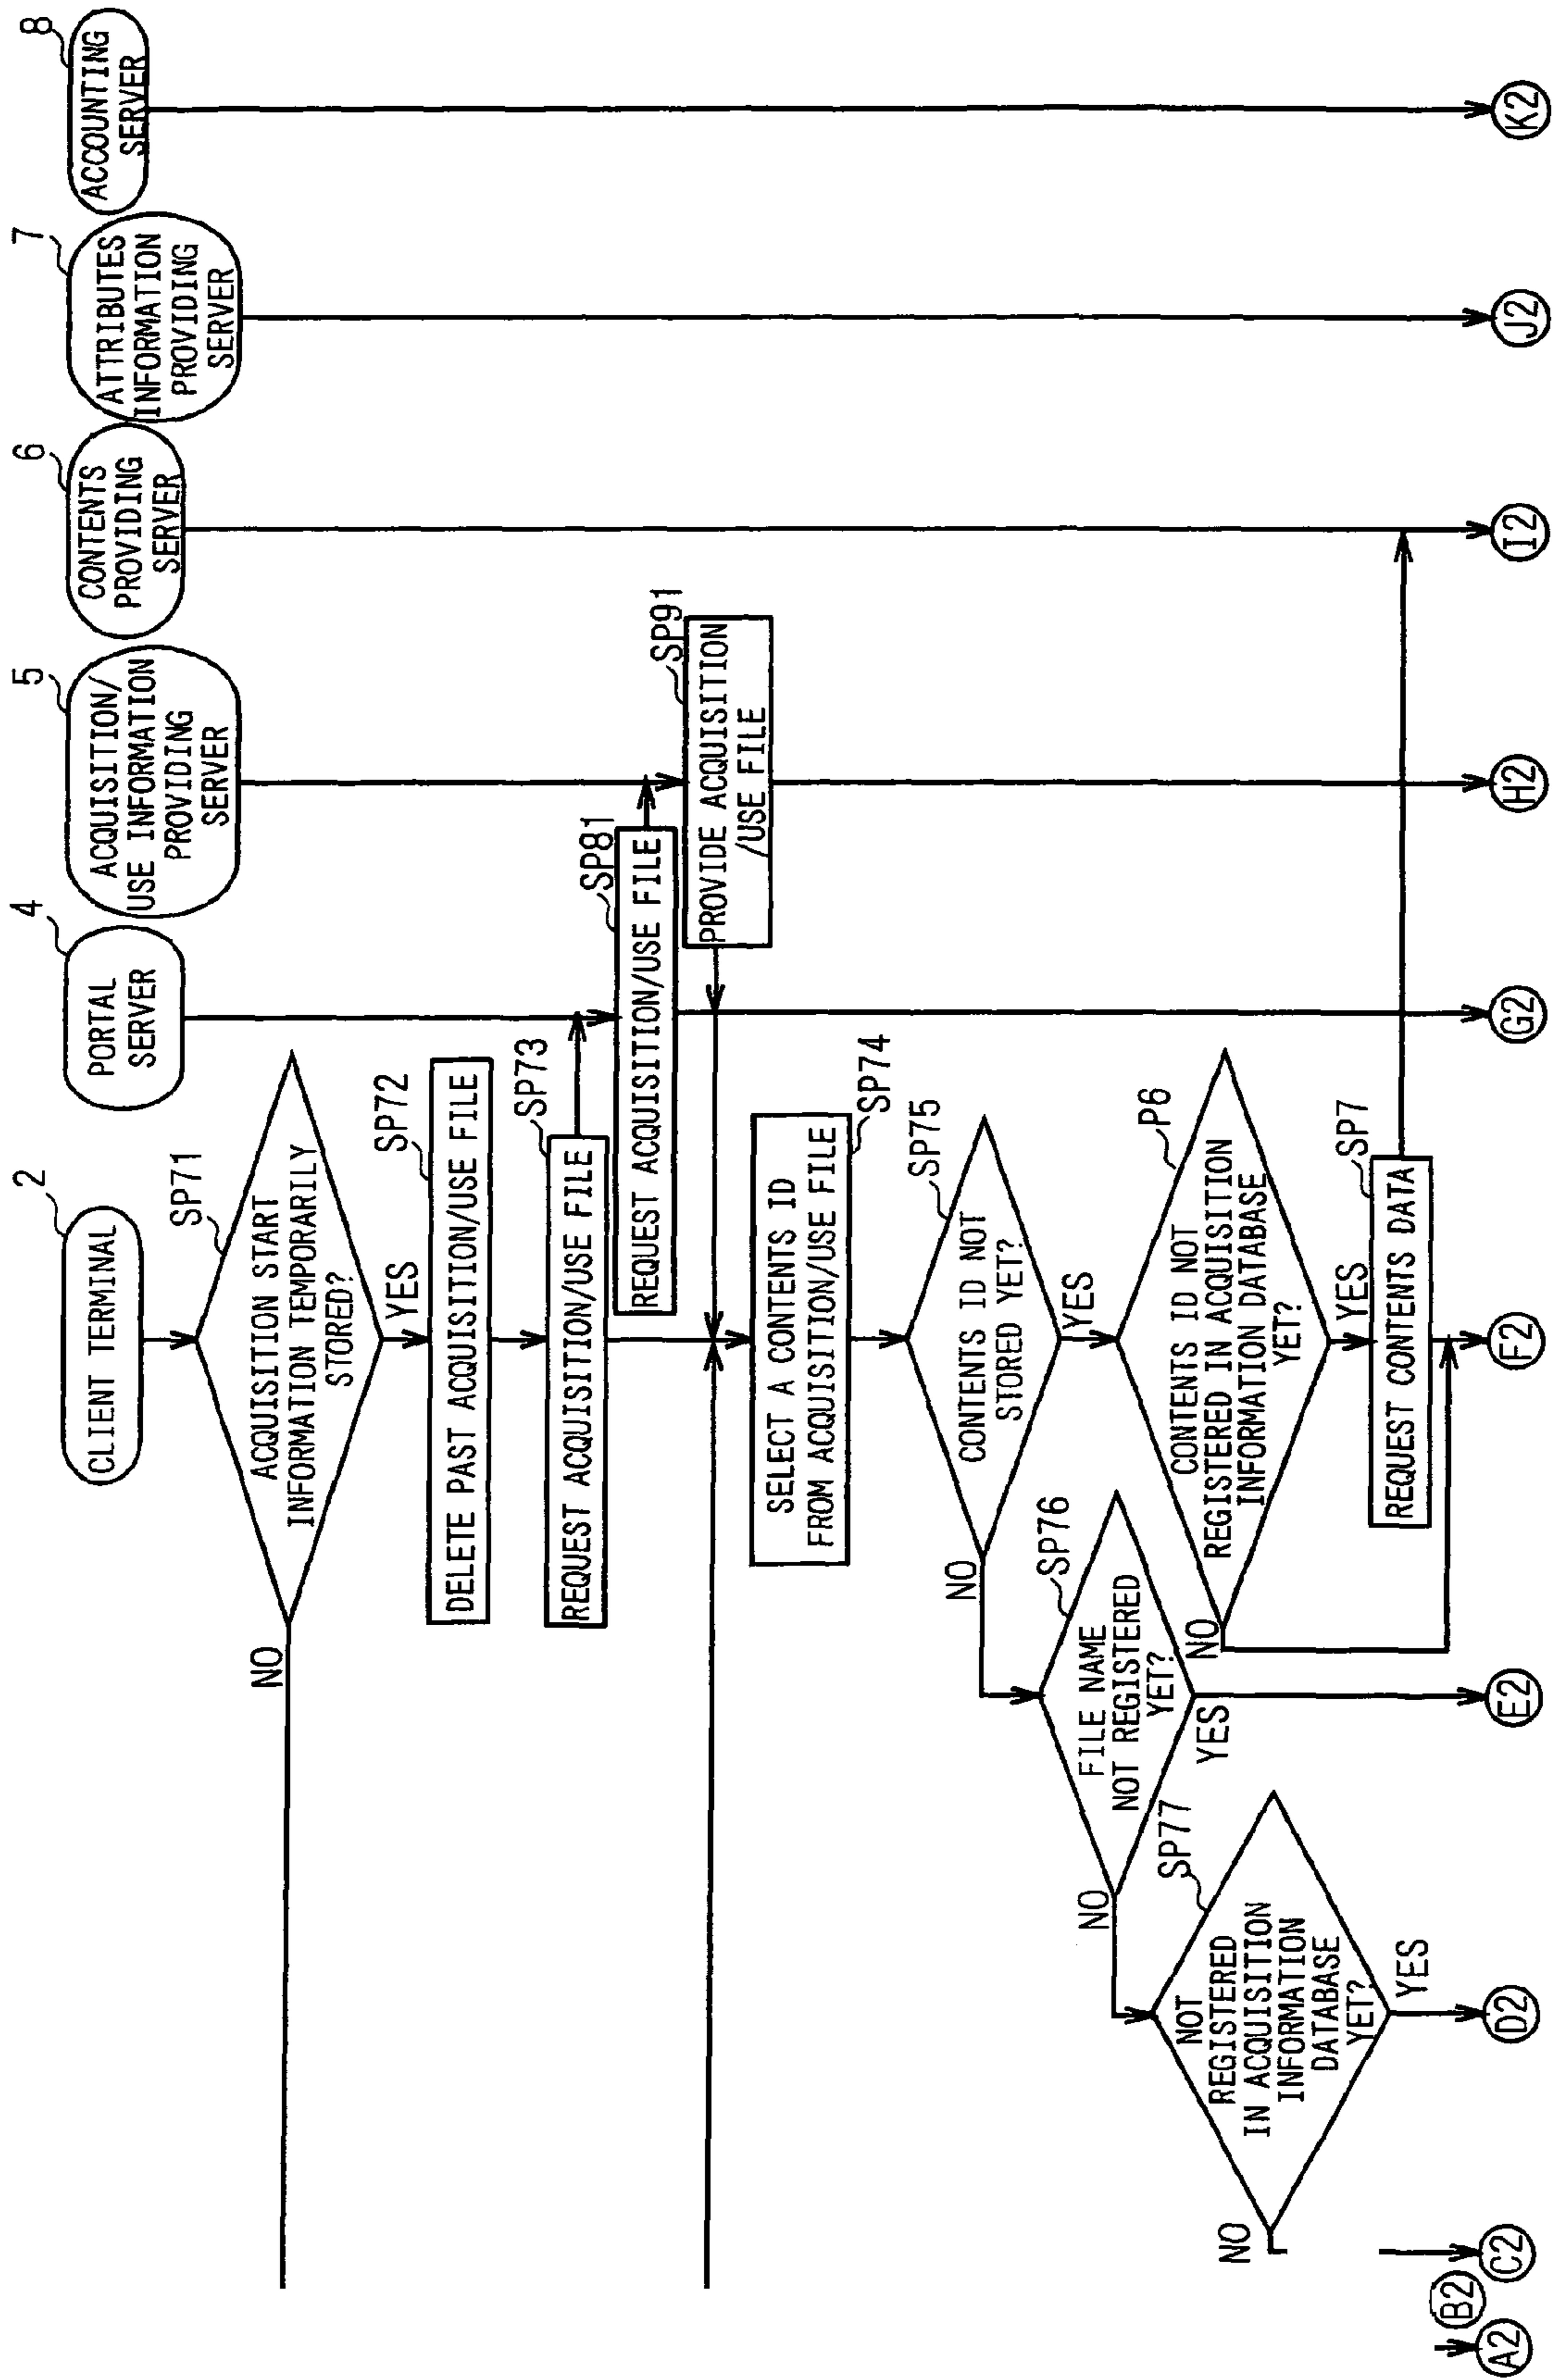 2
CLIENT TERMINAL
4
PORTAL
SERVER
5
ACQUISITION/
USE INFORMATION
PROVIDING
SERVER
6
CONTENTS
PROVIDING
SERVER
7
ATTRIBUTES
INFORMATION
PROVIDING
SERVER
8
ACCOUNTING
SERVER
SP71
ACQUISITION START
INFORMATION TEMPORARILY
STORED?
NO
YES
SP72
DELETE PAST ACQUISITION/USE FILE
SP73
REQUEST ACQUISITION/USE FILE
SP81
REQUEST ACQUISITION/USE FILE
SP91
PROVIDE ACQUISITION
/USE FILE
SP74
SELECT A CONTENTS ID
FROM ACQUISITION/USE FILE
SP75
CONTENTS ID NOT
STORED YET?
NO
YES
SP76
FILE NAME
NOT REGISTERED
YET?
NO
YES
P6
CONTENTS ID NOT
REGISTERED IN ACQUISITION
INFORMATION DATABASE
YET?
NO
YES
SP77
NOT
REGISTERED
IN ACQUISITION
INFORMATION
DATABASE
YET?
NO
YES
SP7
REQUEST CONTENTS DATA
A2
B2
C2
D2
E2
F2
G2
H2
I2
J2
K2